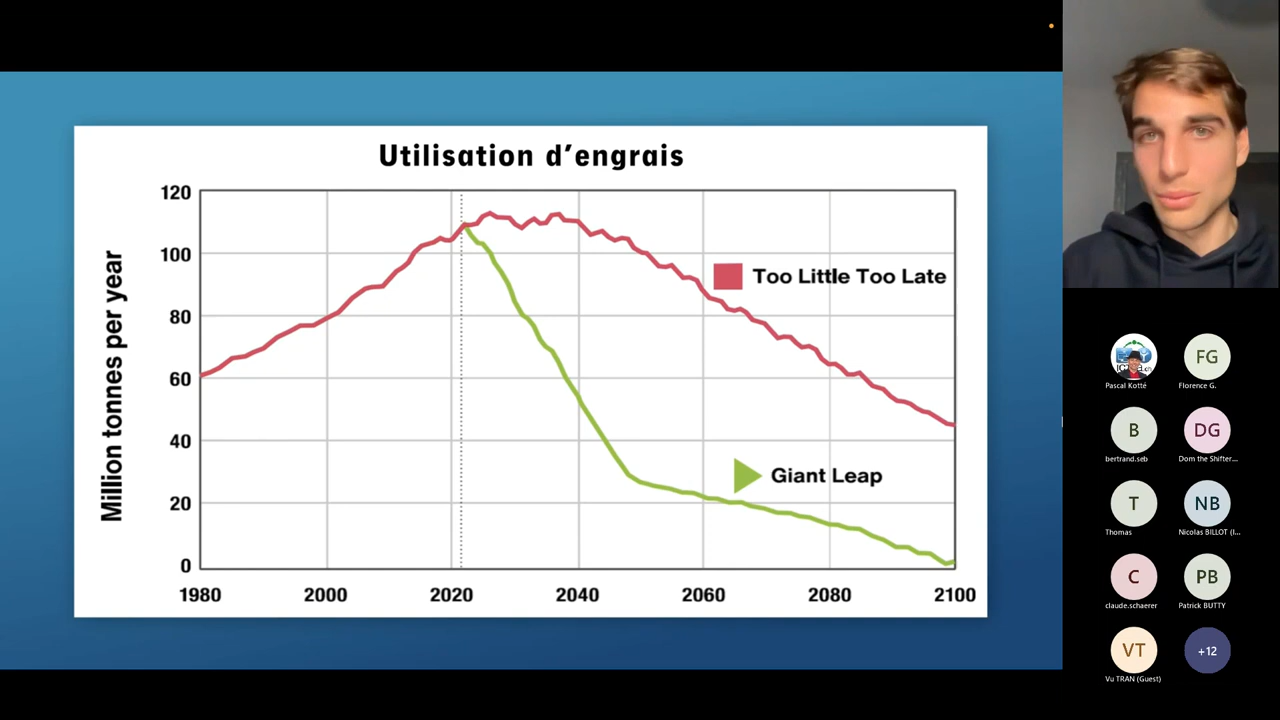 Utilisation d'engrais
Million tonnes per year
120
100
80
60
40
20
0
1980
2000
2020
2040
2060
2080
2100
Too Little Too Late
Giant Leap
FG
Pascal Kotté
Florence G.
B
DG
bertrand.seb
Dom the Shifter...
T
NB
Thomas
Nicolas BILLOT (I...
C
PB
claude.schaerer
Patrick BUTTY
VT
+12
Vu TRAN (Guest)